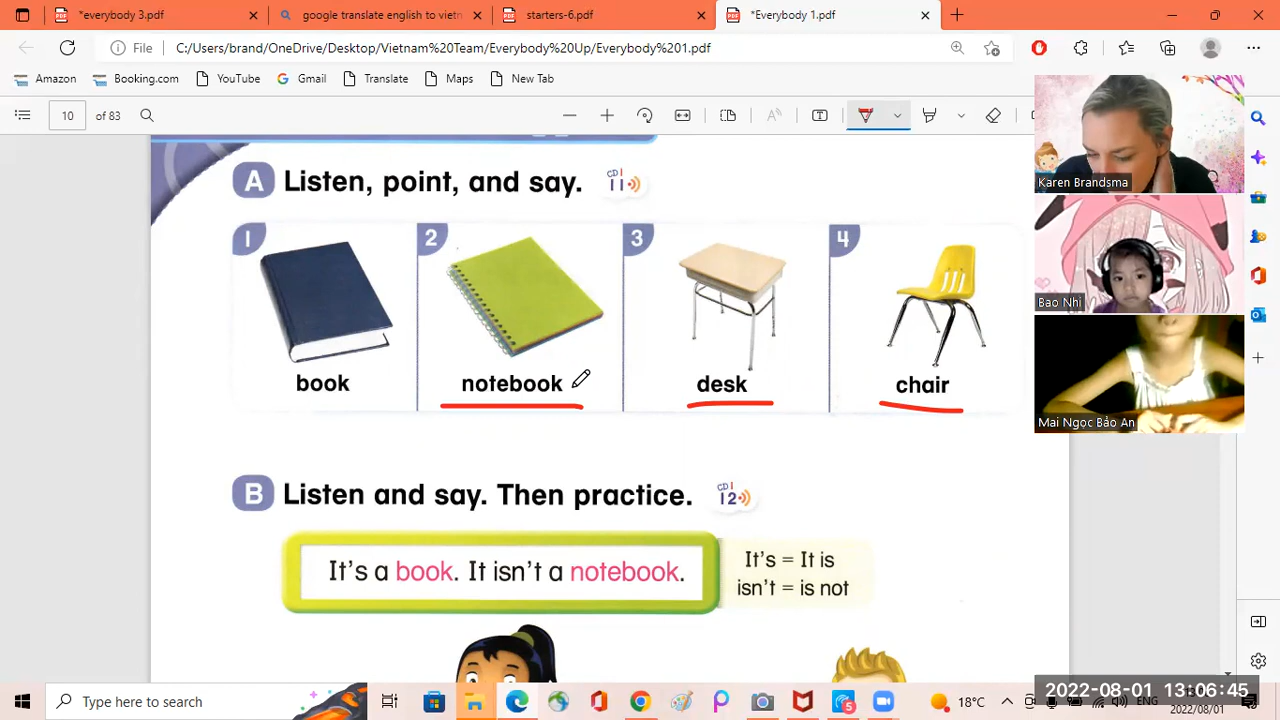 *everybody 3.pdf
google translate english to vietn
starters-6.pdf
*Everybody 1.pdf
File
C:/Users/brand/OneDrive/Desktop/Vietnam%20Team/Everybody%20Up/Everybody%201.pdf
Amazon
Booking.com
YouTube
Gmail
Translate
Maps
New Tab
10 of 83
Karen Brandsma
Bao Nhi
Mai Ngọc Bảo An
A Listen, point, and say. CD1 11
1 2 3 4
book notebook desk chair
B Listen and say. Then practice. CD1 12
It's a book. It isn't a notebook.
It's = It is
isn't = is not
Type here to search
18°C
ENG
2022-08-01 13:06:45
2022/08/01